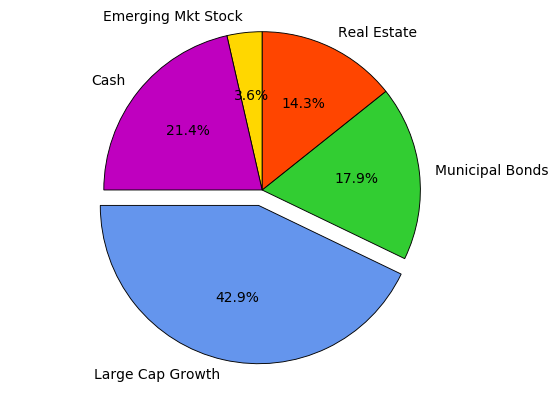 Emerging Mkt Stock
Real Estate
Cash
3.6%
14.3%
21.4%
Municipal Bonds
17.9%
42.9%
Large Cap Growth